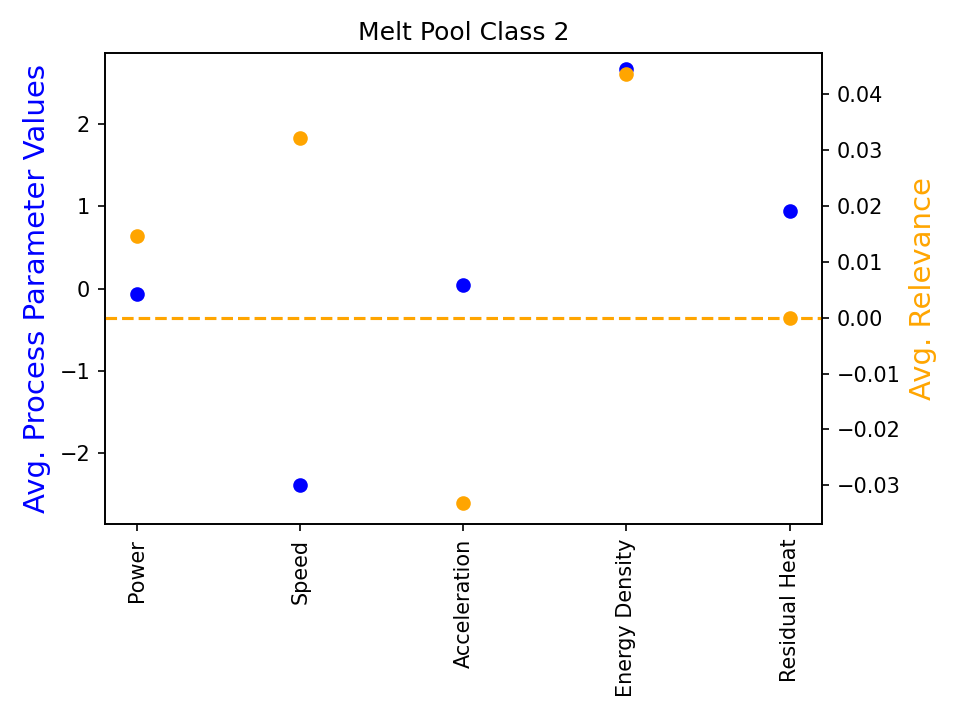 Melt Pool Class 2
Avg. Process Parameter Values
2
1
0
−1
−2
0.04
0.03
0.02
0.01
0.00
−0.01
−0.02
−0.03
Avg. Relevance
Power
Speed
Acceleration
Energy Density
Residual Heat